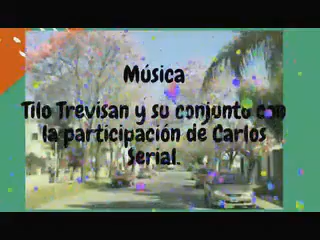 Música
Tilo Trevisan y su conjunto con
la participación de Carlos
Serial.